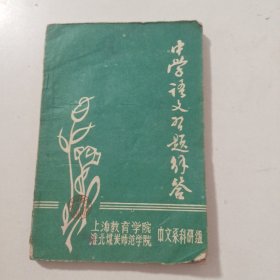 中学语文习题解答
上海教育学院
淮北煤炭师范学院
中文系科研组